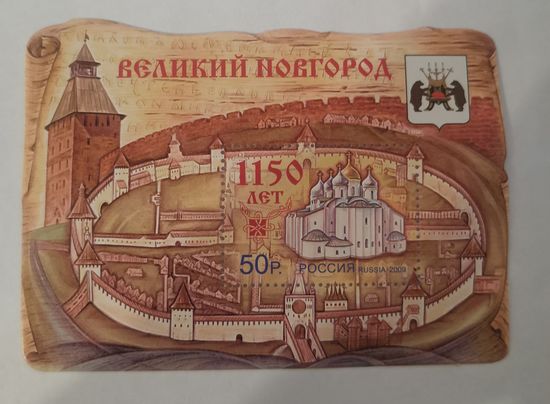 ВЕЛИКИЙ НОВГОРОД
1150
ЛЕТ
50Р. РОССИЯ RUSSIA 2009